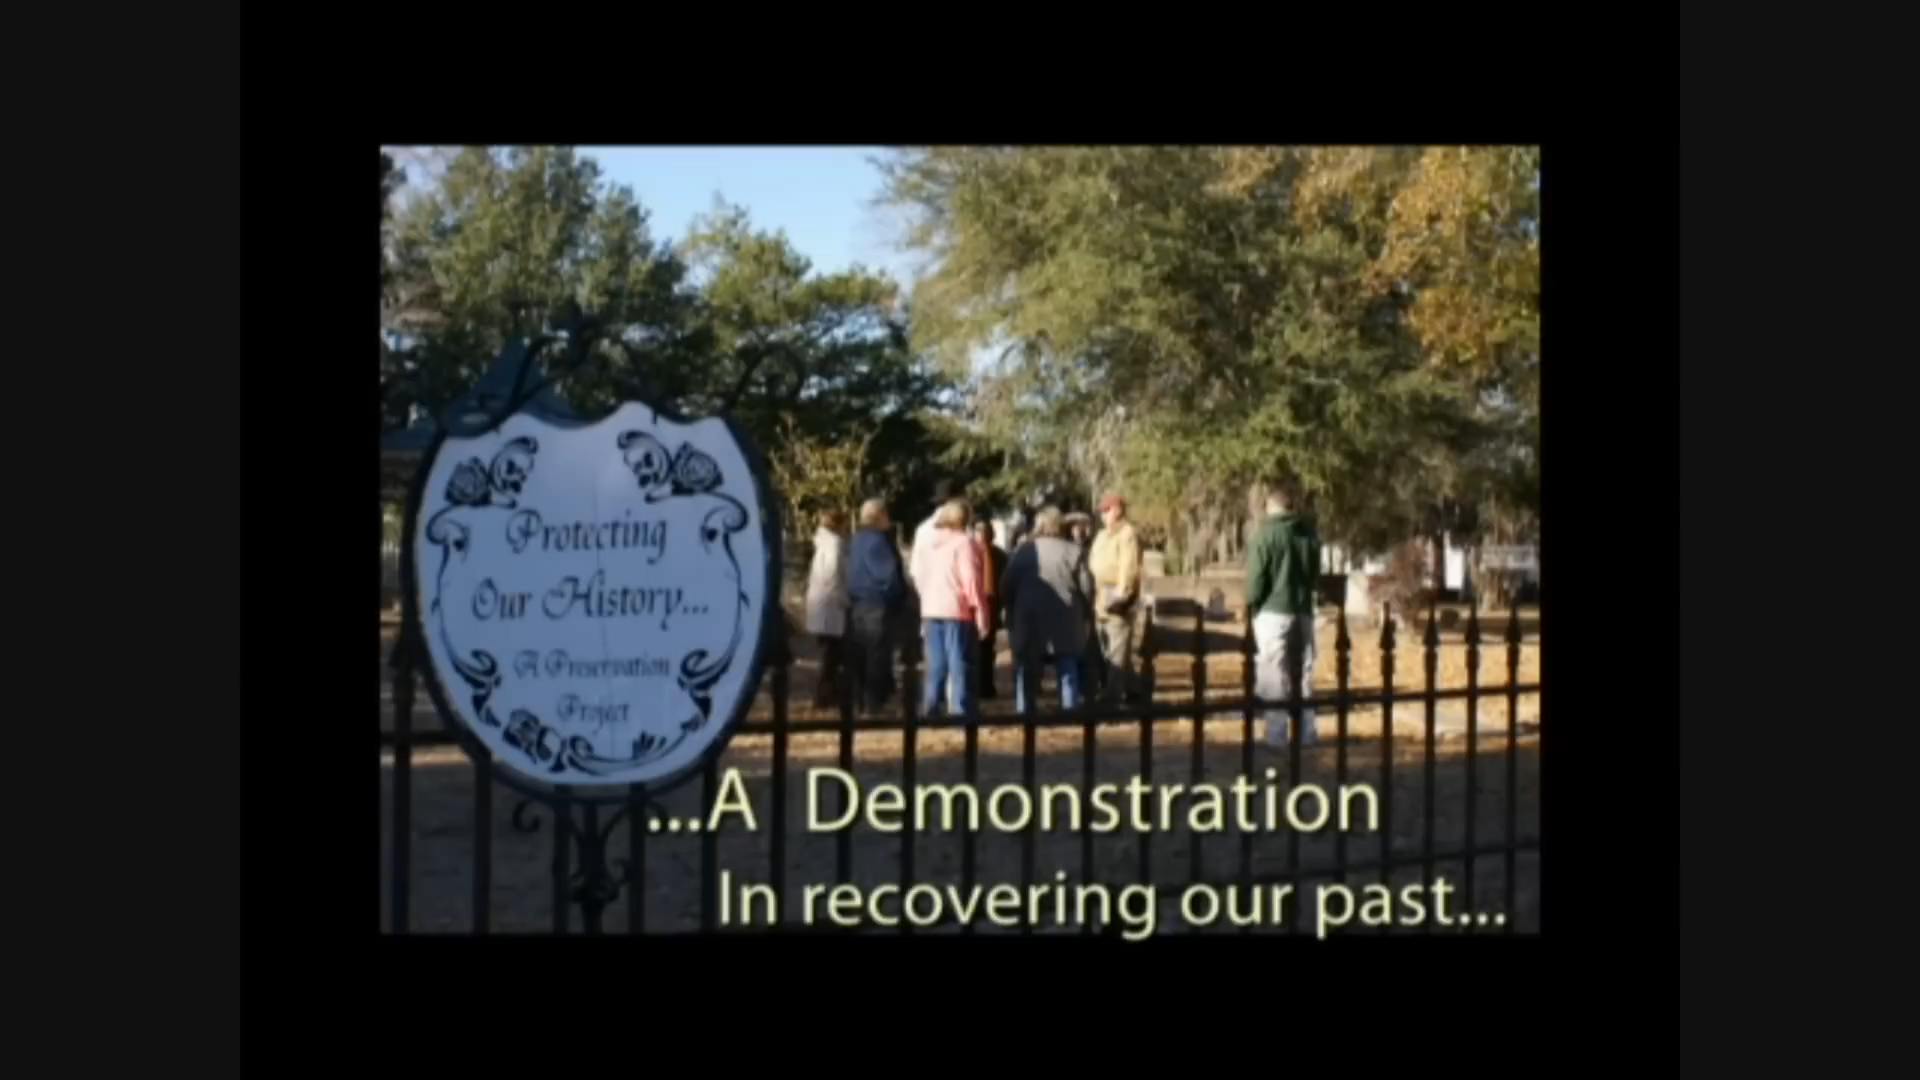 Protecting
Our History...
A Preservation
Project
...A Demonstration
In recovering our past...